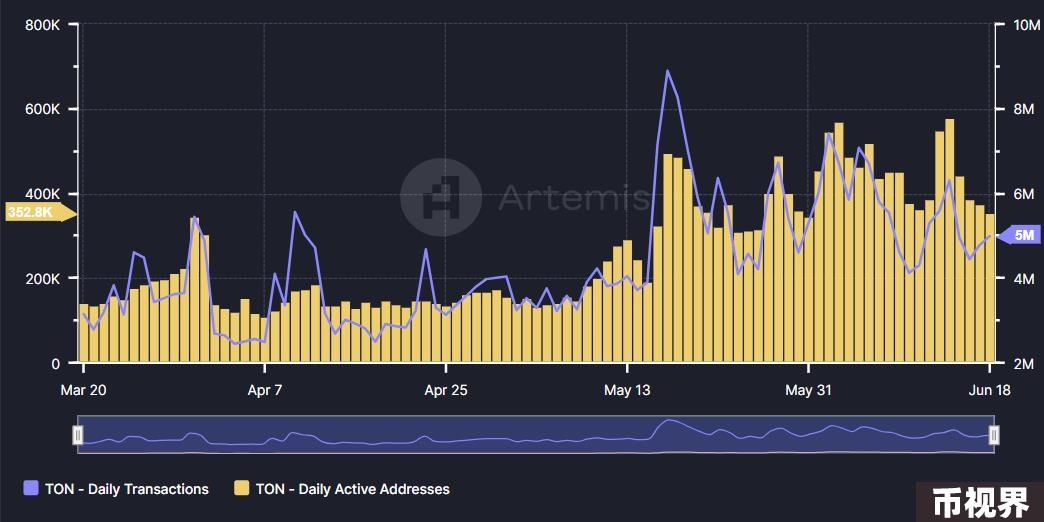 800K
600K
400K
352.8K
200K
0
10M
8M
6M
5M
4M
2M
Artemis
Mar 20
Apr 7
Apr 25
May 13
May 31
Jun 18
TON - Daily Transactions
TON - Daily Active Addresses
币视界